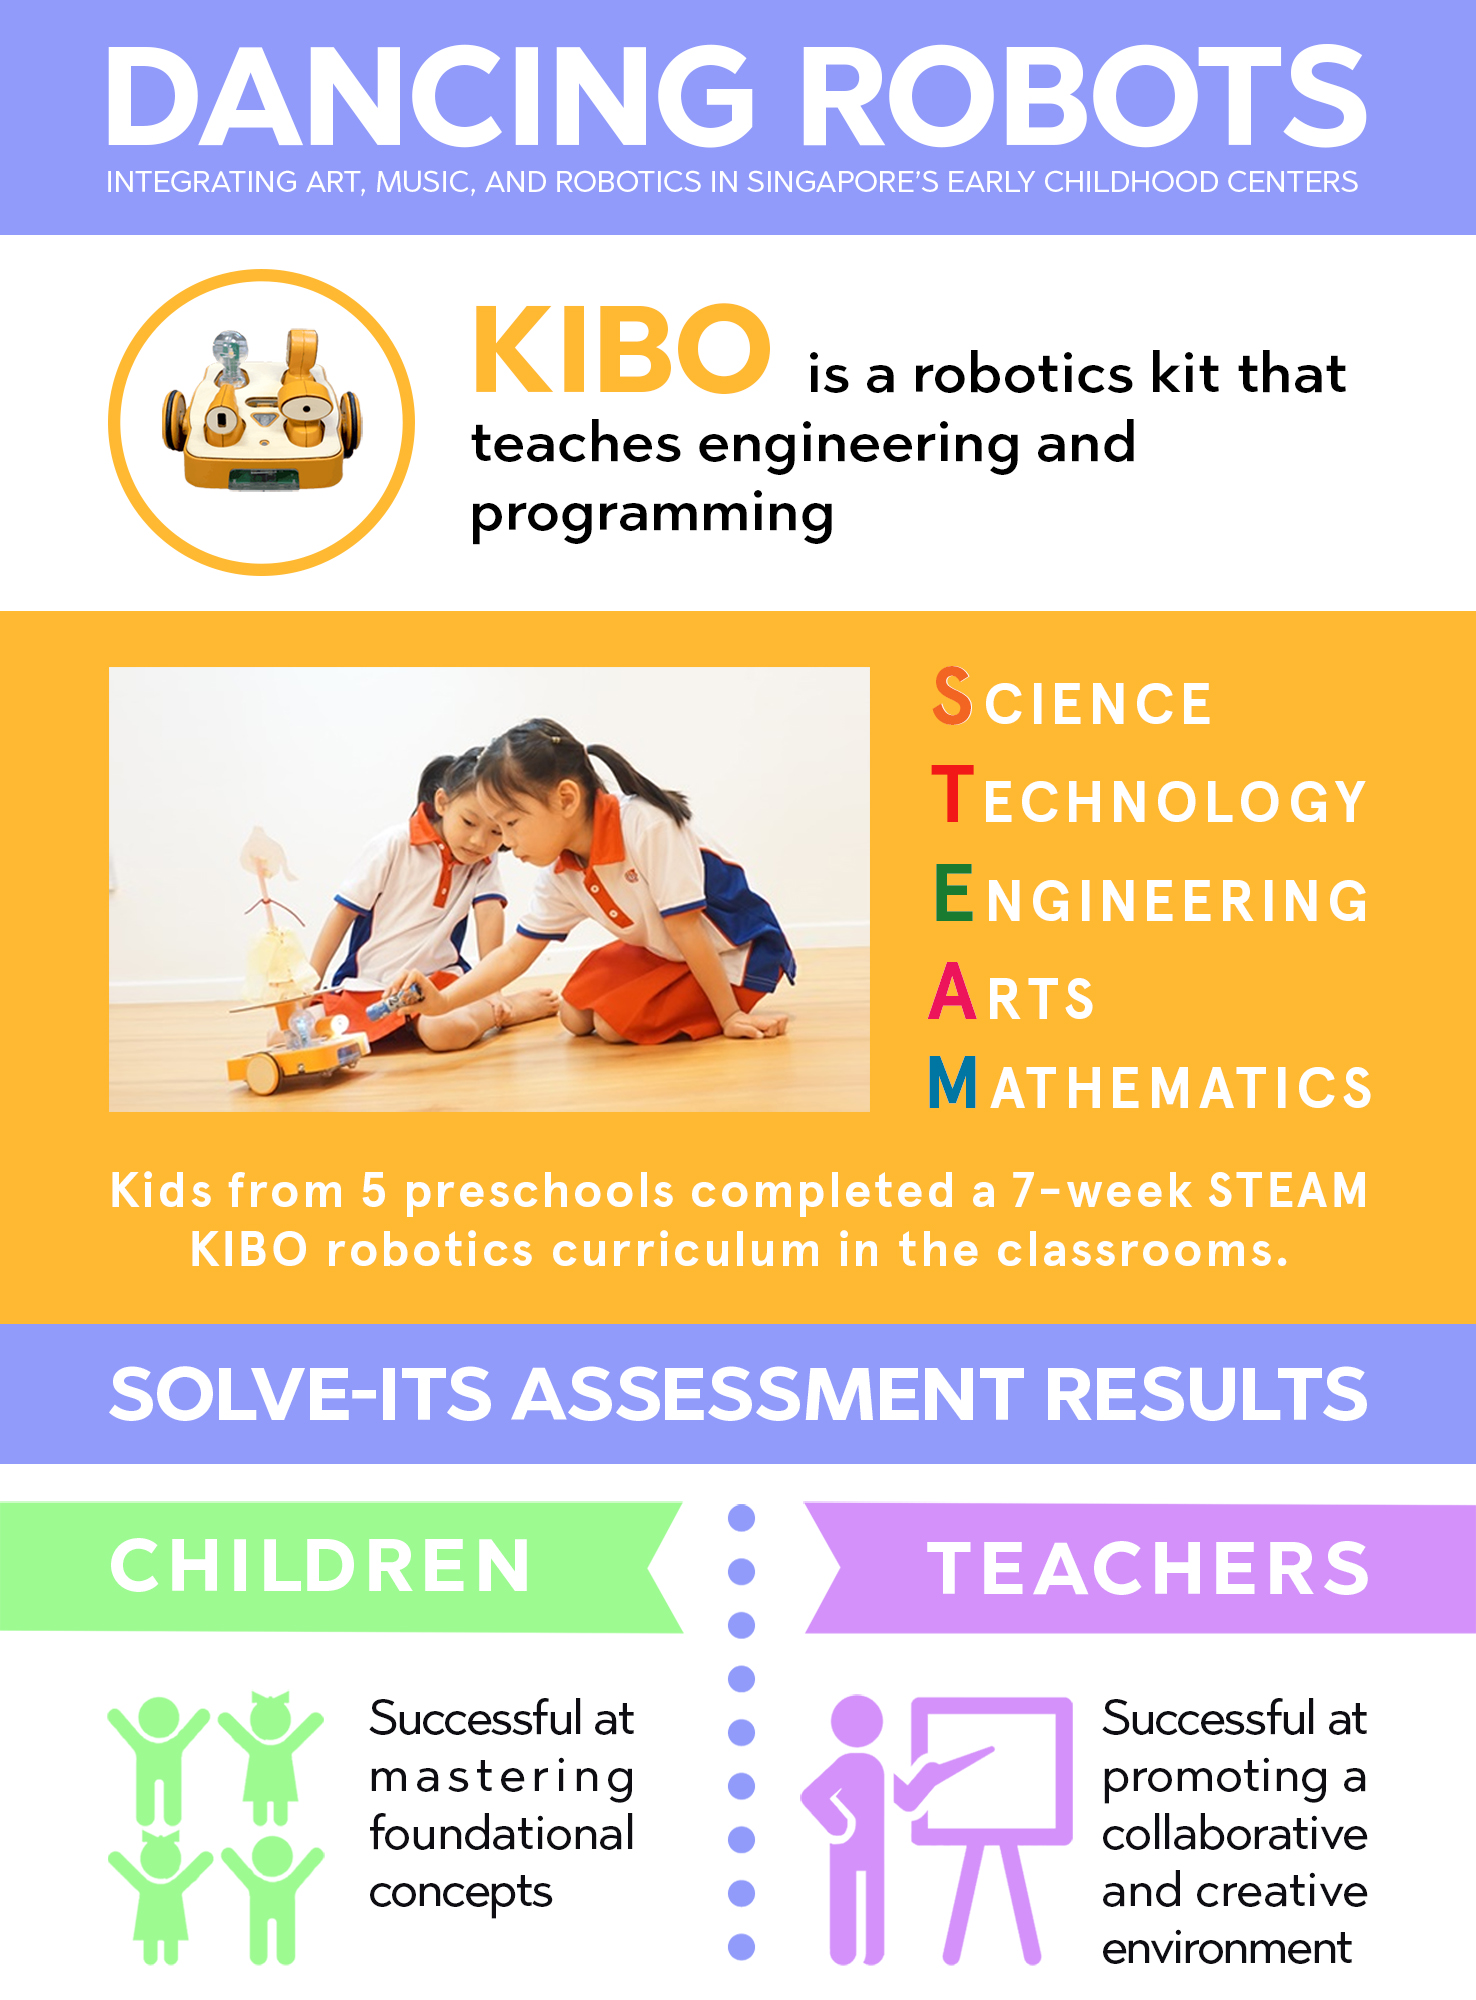 DANCING ROBOTS
INTEGRATING ART, MUSIC, AND ROBOTICS IN SINGAPORE'S EARLY CHILDHOOD CENTERS
KIBO is a robotics kit that
teaches engineering and
programming
SCIENCE
TECHNOLOGY
ENGINEERING
ARTS
MATHEMATICS
Kids from 5 preschools completed a 7-week STEAM
KIBO robotics curriculum in the classrooms.
SOLVE-ITS ASSESSMENT RESULTS
CHILDREN
Successful at
mastering
foundational
concepts
TEACHERS
Successful at
promoting a
collaborative
and creative
environment